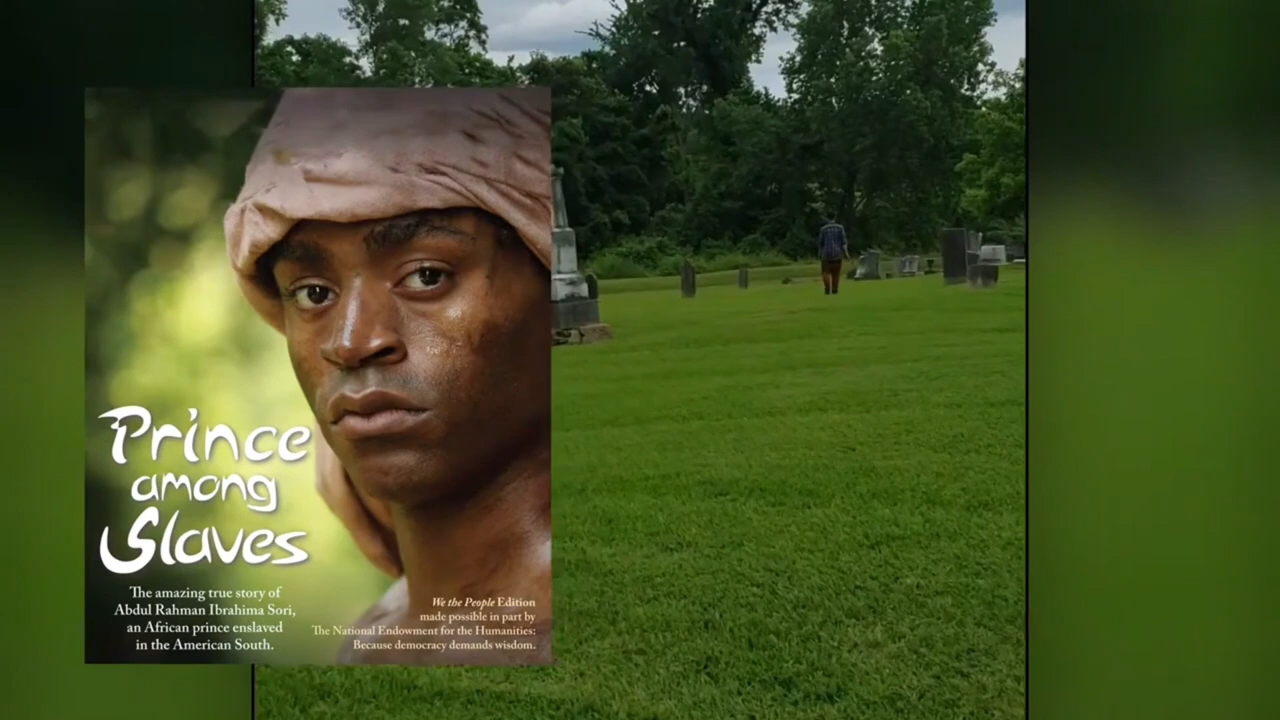 Prince
among
Slaves
The amazing true story of
Abdul Rahman Ibrahima Sori,
an African prince enslaved
in the American South.
We the People Edition
made possible in part by
The National Endowment for the Humanities:
Because democracy demands wisdom.